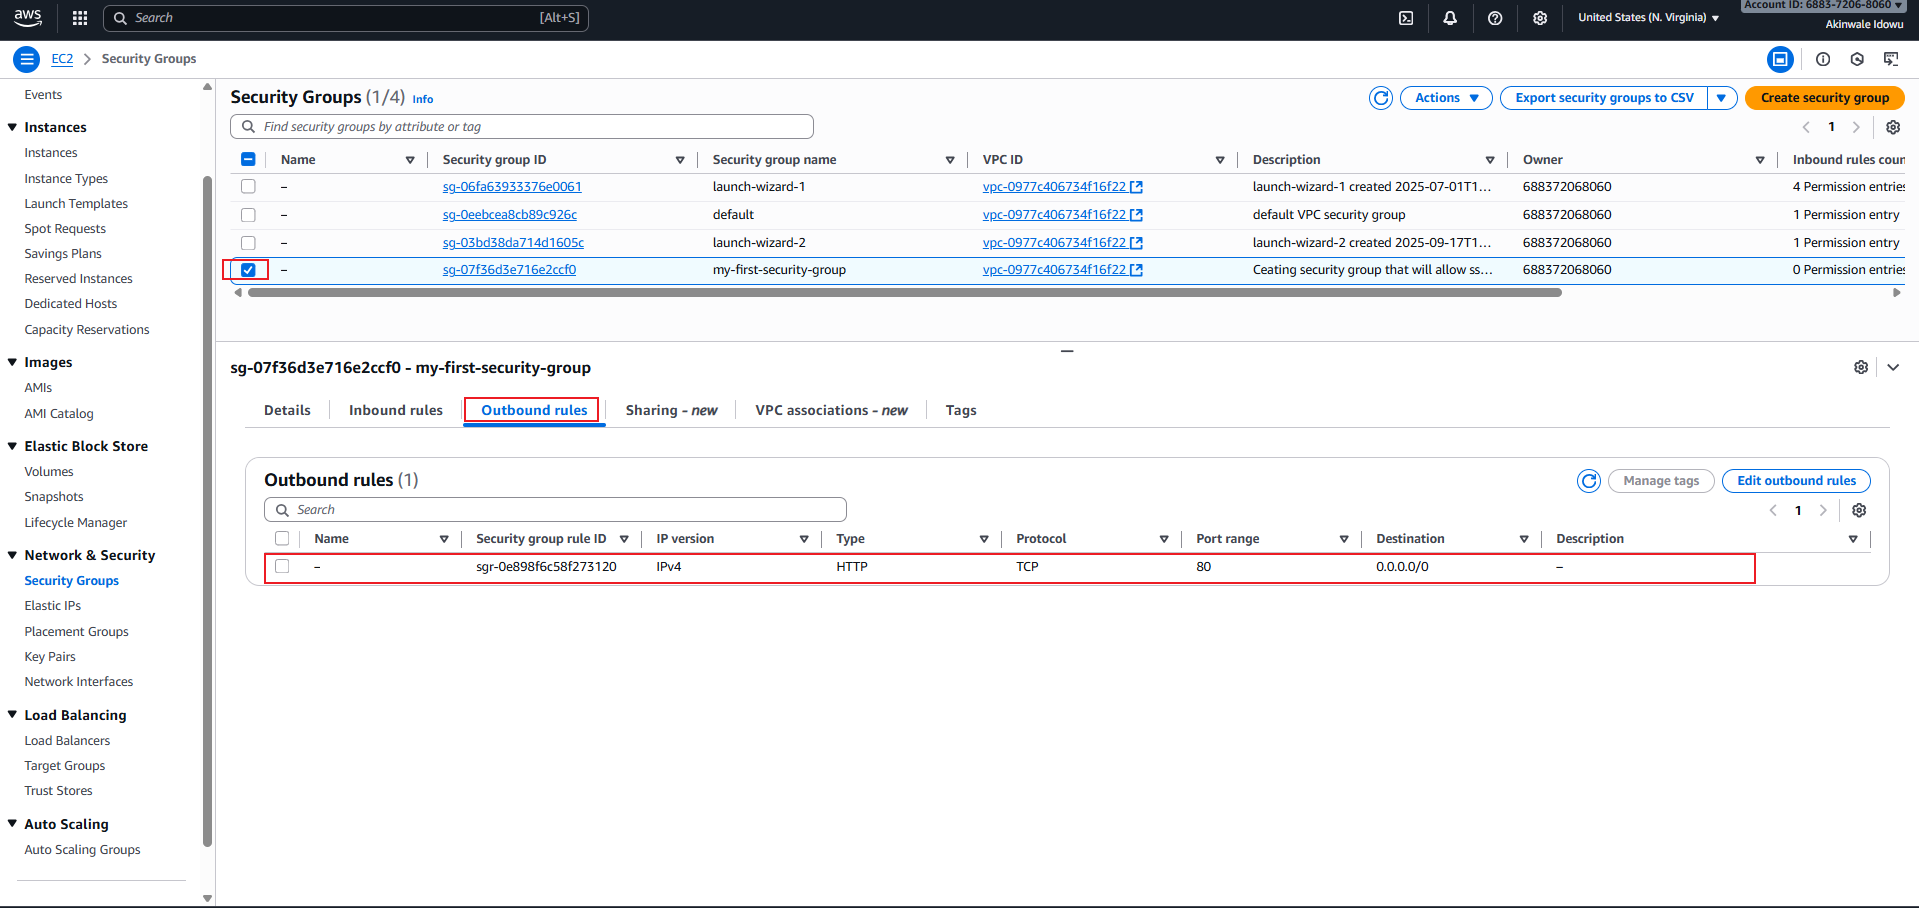 aws Search [Alt+S] United States (N. Virginia) Account ID: 6883-7206-8060
Akinwale Idowu
EC2 Security Groups
Events
Instances
Instances
Instance Types
Launch Templates
Spot Requests
Savings Plans
Reserved Instances
Dedicated Hosts
Capacity Reservations
Images
AMIs
AMI Catalog
Elastic Block Store
Volumes
Snapshots
Lifecycle Manager
Network & Security
Security Groups
Elastic IPs
Placement Groups
Key Pairs
Network Interfaces
Load Balancing
Load Balancers
Target Groups
Trust Stores
Auto Scaling
Auto Scaling Groups
Security Groups (1/4) Info Actions Export security groups to CSV Create security group
Find security groups by attribute or tag 1
Name Security group ID Security group name VPC ID Description Owner Inbound rules coun
– sg-06fa63933376e0061 launch-wizard-1 vpc-0977c406734f16f22 launch-wizard-1 created 2025-07-01T1... 688372068060 4 Permission entries
– sg-0eebcea8cb89c926c default vpc-0977c406734f16f22 default VPC security group 688372068060 1 Permission entry
– sg-03bd38da714d1605c launch-wizard-2 vpc-0977c406734f16f22 launch-wizard-2 created 2025-09-17T1... 688372068060 1 Permission entry
– sg-07f36d3e716e2ccf0 my-first-security-group vpc-0977c406734f16f22 Ceating security group that will allow ss... 688372068060 0 Permission entries
sg-07f36d3e716e2ccf0 - my-first-security-group
Details Inbound rules Outbound rules Sharing - new VPC associations - new Tags
Outbound rules (1) Manage tags Edit outbound rules
Search 1
Name Security group rule ID IP version Type Protocol Port range Destination Description
– sgr-0e898f6c58f273120 IPv4 HTTP TCP 80 0.0.0.0/0 –